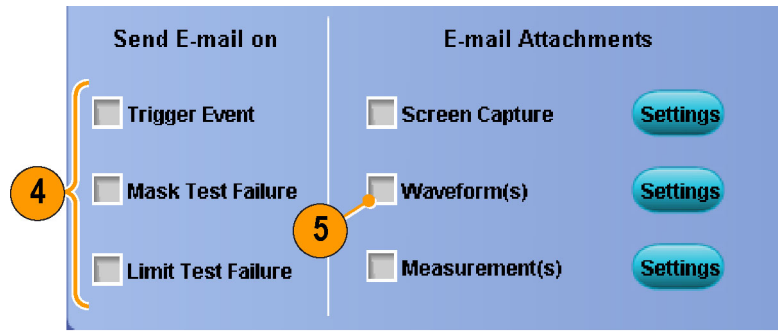 Send E-mail on E-mail Attachments
Trigger Event Screen Capture Settings
4 Mask Test Failure Waveform(s) Settings
5
Limit Test Failure Measurement(s) Settings